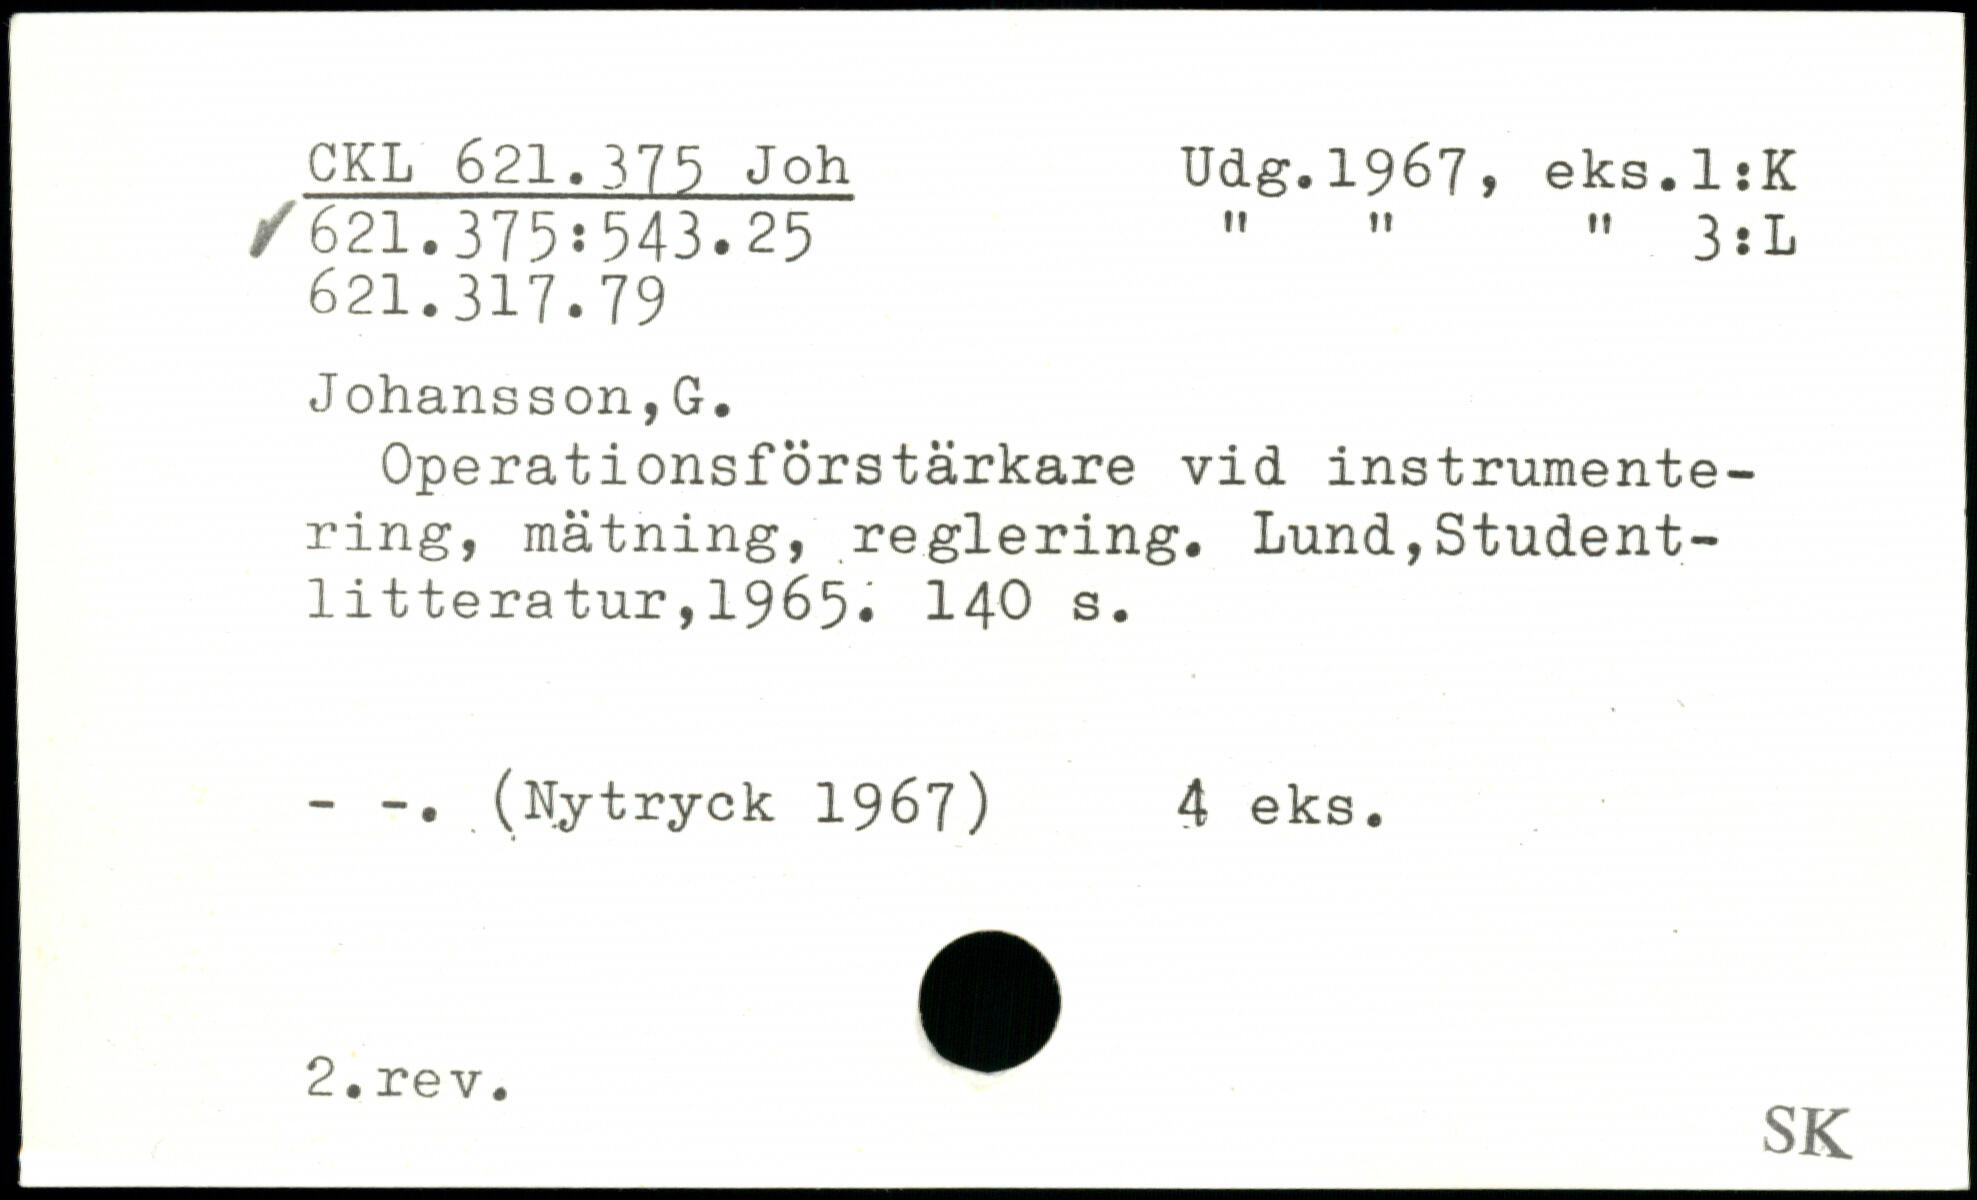 CKL 621.375 Joh Udg.1967, eks.1:K
✓ 621.375:543.25 " " " 3:L
621.317.79
Johansson,G.
Operationsförstärkare vid instrumente-
ring, mätning, reglering. Lund,Student-
litteratur,1965. 140 s.
- -. (Nytryck 1967) 4 eks.
2.rev.
SK